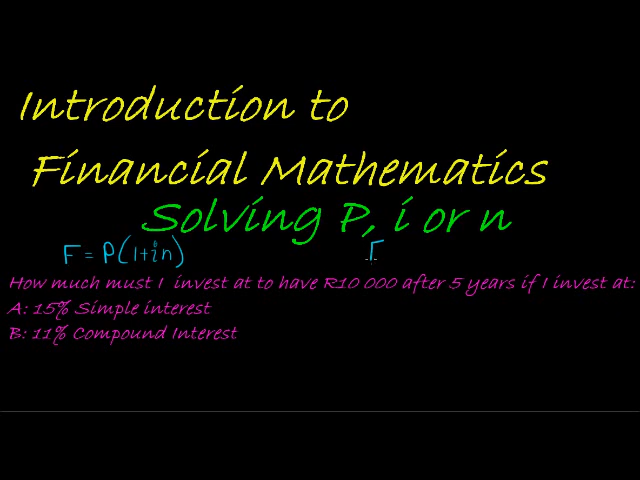 Introduction to
Financial Mathematics
Solving P, i or n
F = P(1+in)
How much must I invest at to have R10 000 after 5 years if I invest at:
A: 15% Simple interest
B: 11% Compound Interest